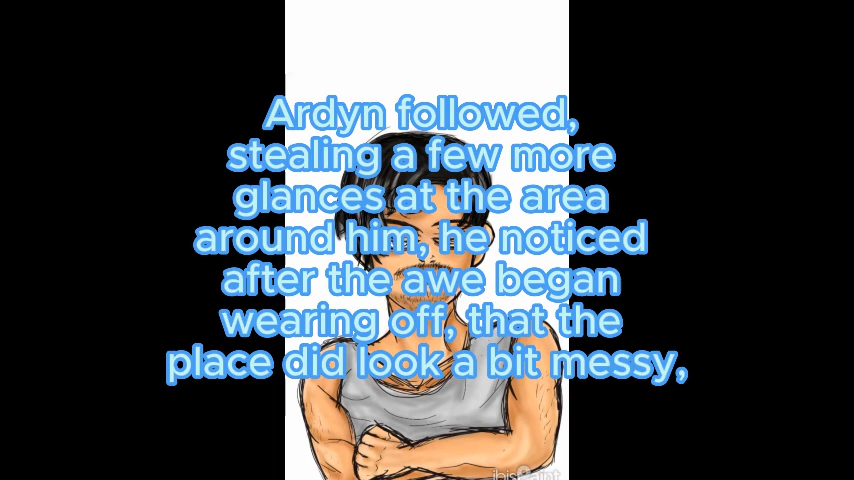 Ardyn followed,
stealing a few more
glances at the area
around him, he noticed
after the awe began
wearing off, that the
place did look a bit messy,
ibisPaint